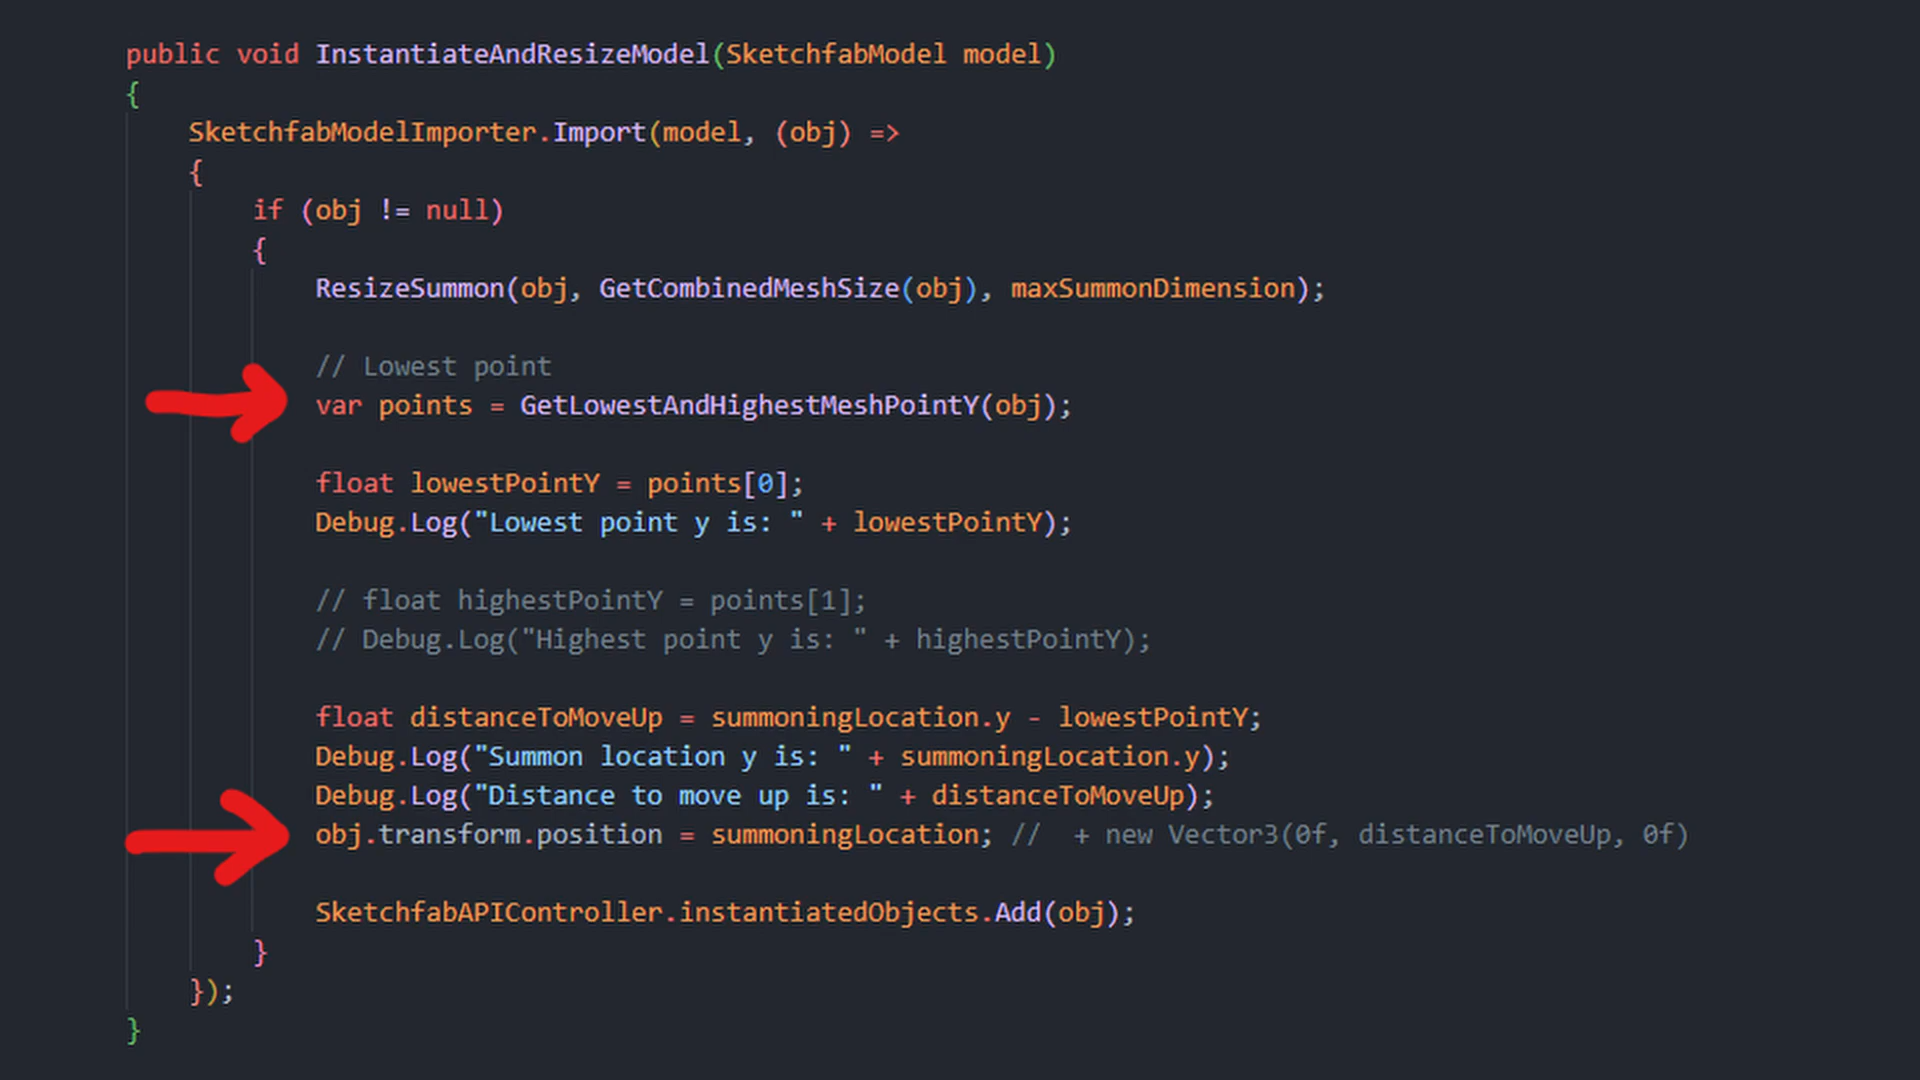 public void InstantiateAndResizeModel(SketchfabModel model)
{
SketchfabModelImporter.Import(model, (obj) =>
{
if (obj != null)
{
ResizeSummon(obj, GetCombinedMeshSize(obj), maxSummonDimension);
// Lowest point
var points = GetLowestAndHighestMeshPointY(obj);
float lowestPointY = points[0];
Debug.Log("Lowest point y is: " + lowestPointY);
// float highestPointY = points[1];
// Debug.Log("Highest point y is: " + highestPointY);
float distanceToMoveUp = summoningLocation.y - lowestPointY;
Debug.Log("Summon location y is: " + summoningLocation.y);
Debug.Log("Distance to move up is: " + distanceToMoveUp);
obj.transform.position = summoningLocation; //  + new Vector3(0f, distanceToMoveUp, 0f)
SketchfabAPIController.instantiatedObjects.Add(obj);
}
});
}